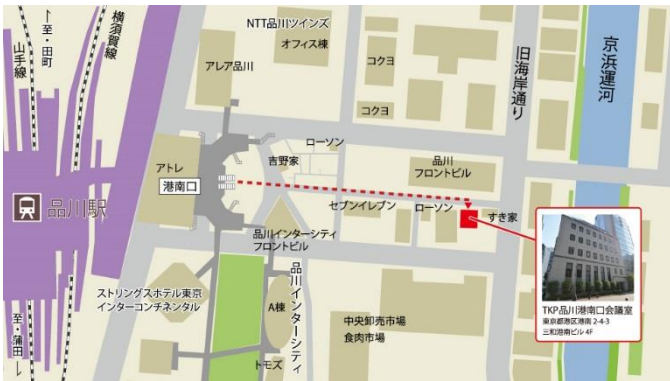 ←至・田町
山手線
横須賀線
NTT品川ツインズ
オフィス棟
アレア品川
コクヨ
コクヨ
旧海岸通り
京浜運河
ローソン
吉野家
アトレ
港南口
品川
フロントビル
品川駅
セブンイレブン
ローソン
すき家
品川インターシティ
フロントビル
ストリングスホテル東京
インターコンチネンタル
A棟
品川インターシティ
中央卸売市場
食肉市場
トモズ
至・蒲田→
TKP品川港南口会議室
東京都港区港南 2-4-3
三和港南ビル 4F